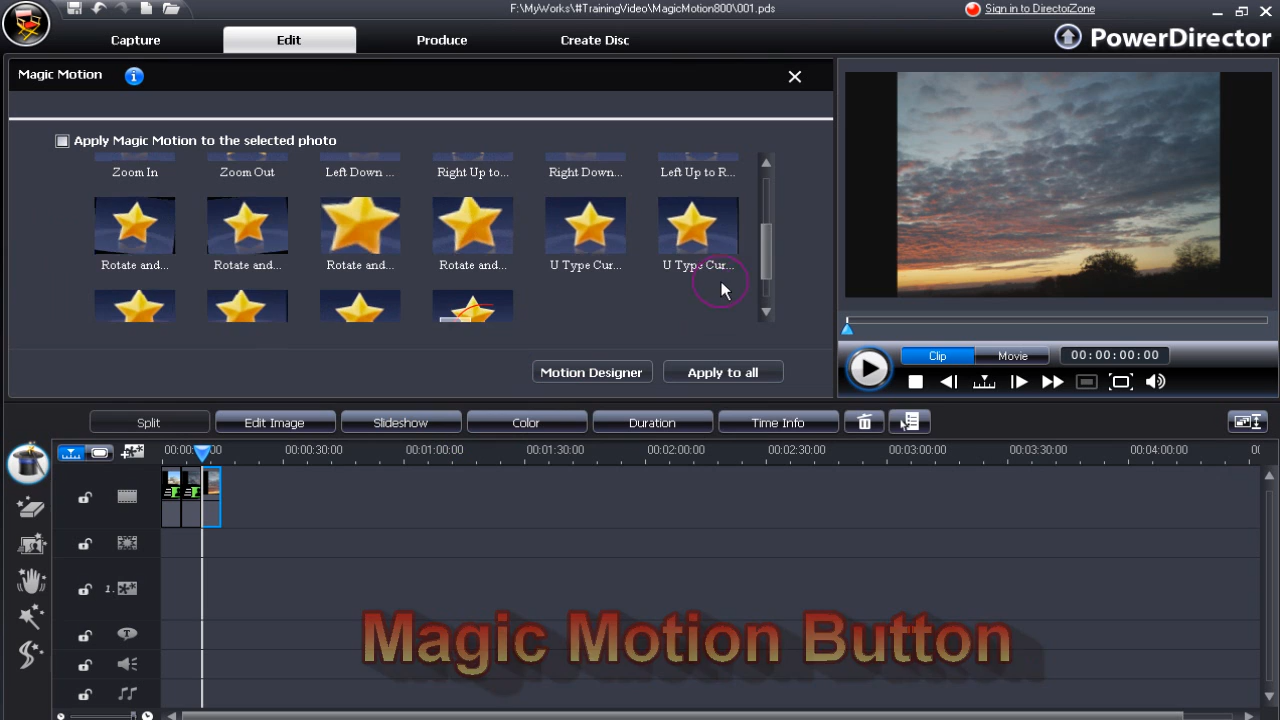 F:\MyWorks\#TrainingVideo\MagicMotion800\001.pds
Sign in to DirectorZone
Capture Edit Produce Create Disc
PowerDirector
Magic Motion
Apply Magic Motion to the selected photo
Zoom In Zoom Out Left Down ... Right Up to... Right Down... Left Up to R...
Rotate and... Rotate and... Rotate and... Rotate and... U Type Cur... U Type Cur...
Motion Designer Apply to all
Clip Movie 00:00:00:00
Split Edit Image Slideshow Color Duration Time Info
00:00:30:00 00:01:00:00 00:01:30:00 00:02:00:00 00:02:30:00 00:03:00:00 00:03:30:00 00:04:00:00
1.
Magic Motion Button